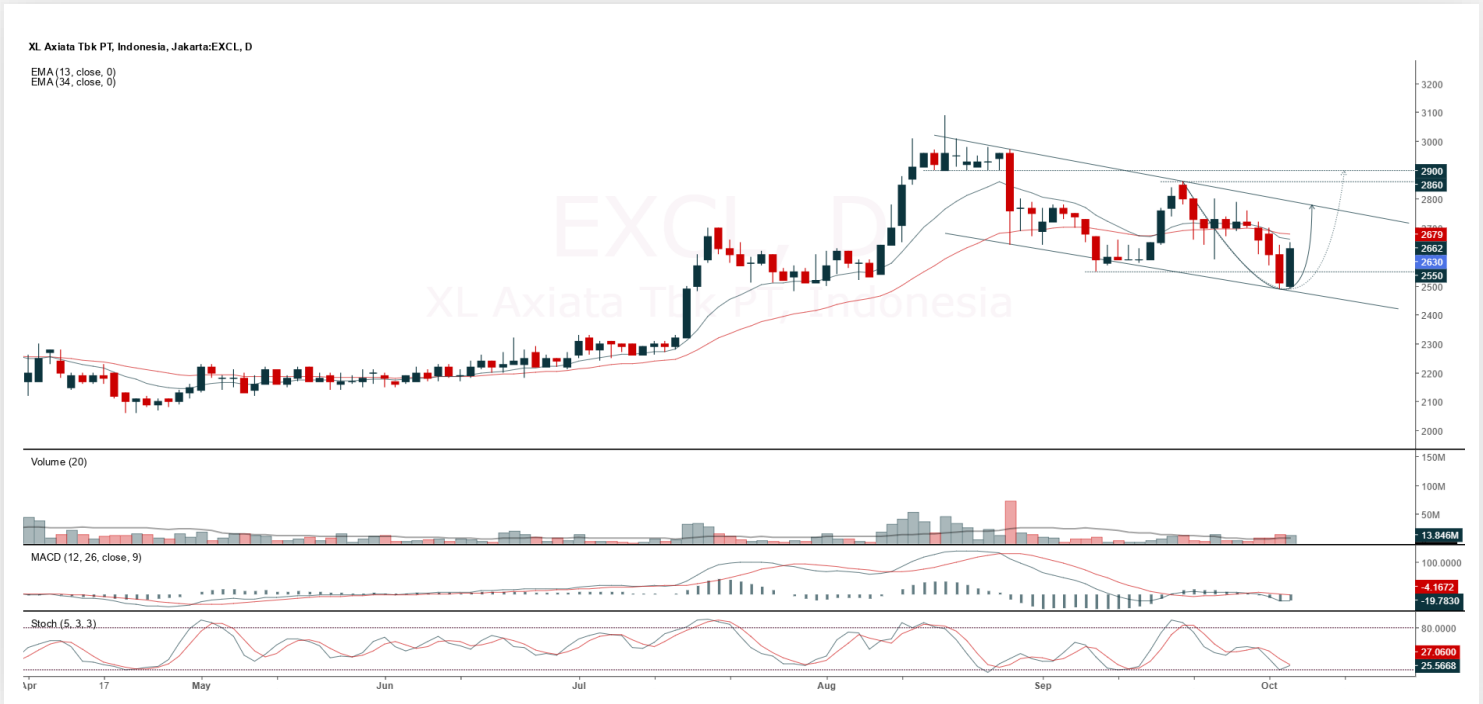 XL Axiata Tbk PT, Indonesia, Jakarta:EXCL, D
EMA (13, close, 0)
EMA (34, close, 0)
EXCL, D
XL Axiata Tbk PT, Indonesia
3200
3100
3000
2900
2860
2800
2679
2662
2630
2550
2500
2400
2300
2200
2100
2000
Volume (20)
150M
100M
50M
13.846M
MACD (12, 26, close, 9)
100.0000
-4.1672
-19.7830
Stoch (5, 3, 3)
80.0000
27.0600
25.5668
Apr 17 May Jun Jul Aug Sep Oct